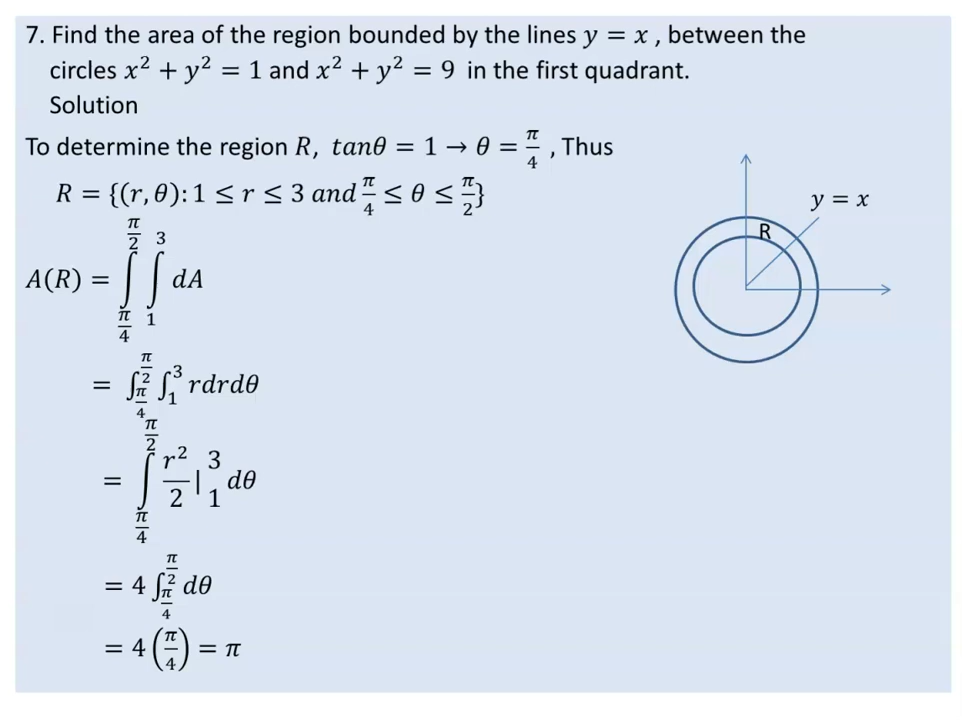 7. Find the area of the region bounded by the lines y = x , between the
circles x² + y² = 1 and x² + y² = 9 in the first quadrant.
Solution
To determine the region R, tanθ = 1 → θ = π/4 , Thus
R = {(r, θ): 1 ≤ r ≤ 3 and π/4 ≤ θ ≤ π/2}
y = x
R
A(R) = ∫_{π/4}^{π/2} ∫_1^3 dA
= ∫_{π/4}^{π/2} ∫_1^3 rdrdθ
= ∫_{π/4}^{π/2} r²/2 |_1^3 dθ
= 4 ∫_{π/4}^{π/2} dθ
= 4 (π/4) = π